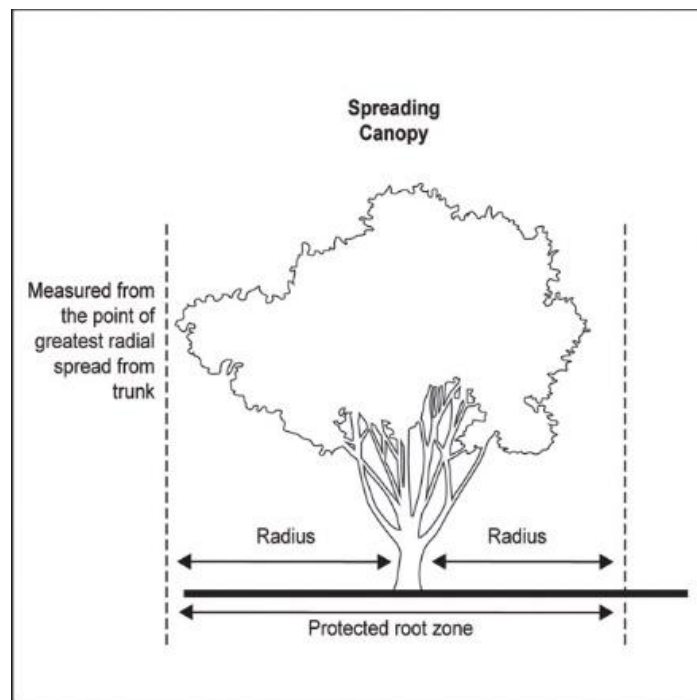 Spreading
Canopy
Measured from
the point of
greatest radial
spread from
trunk
Radius
Radius
Protected root zone